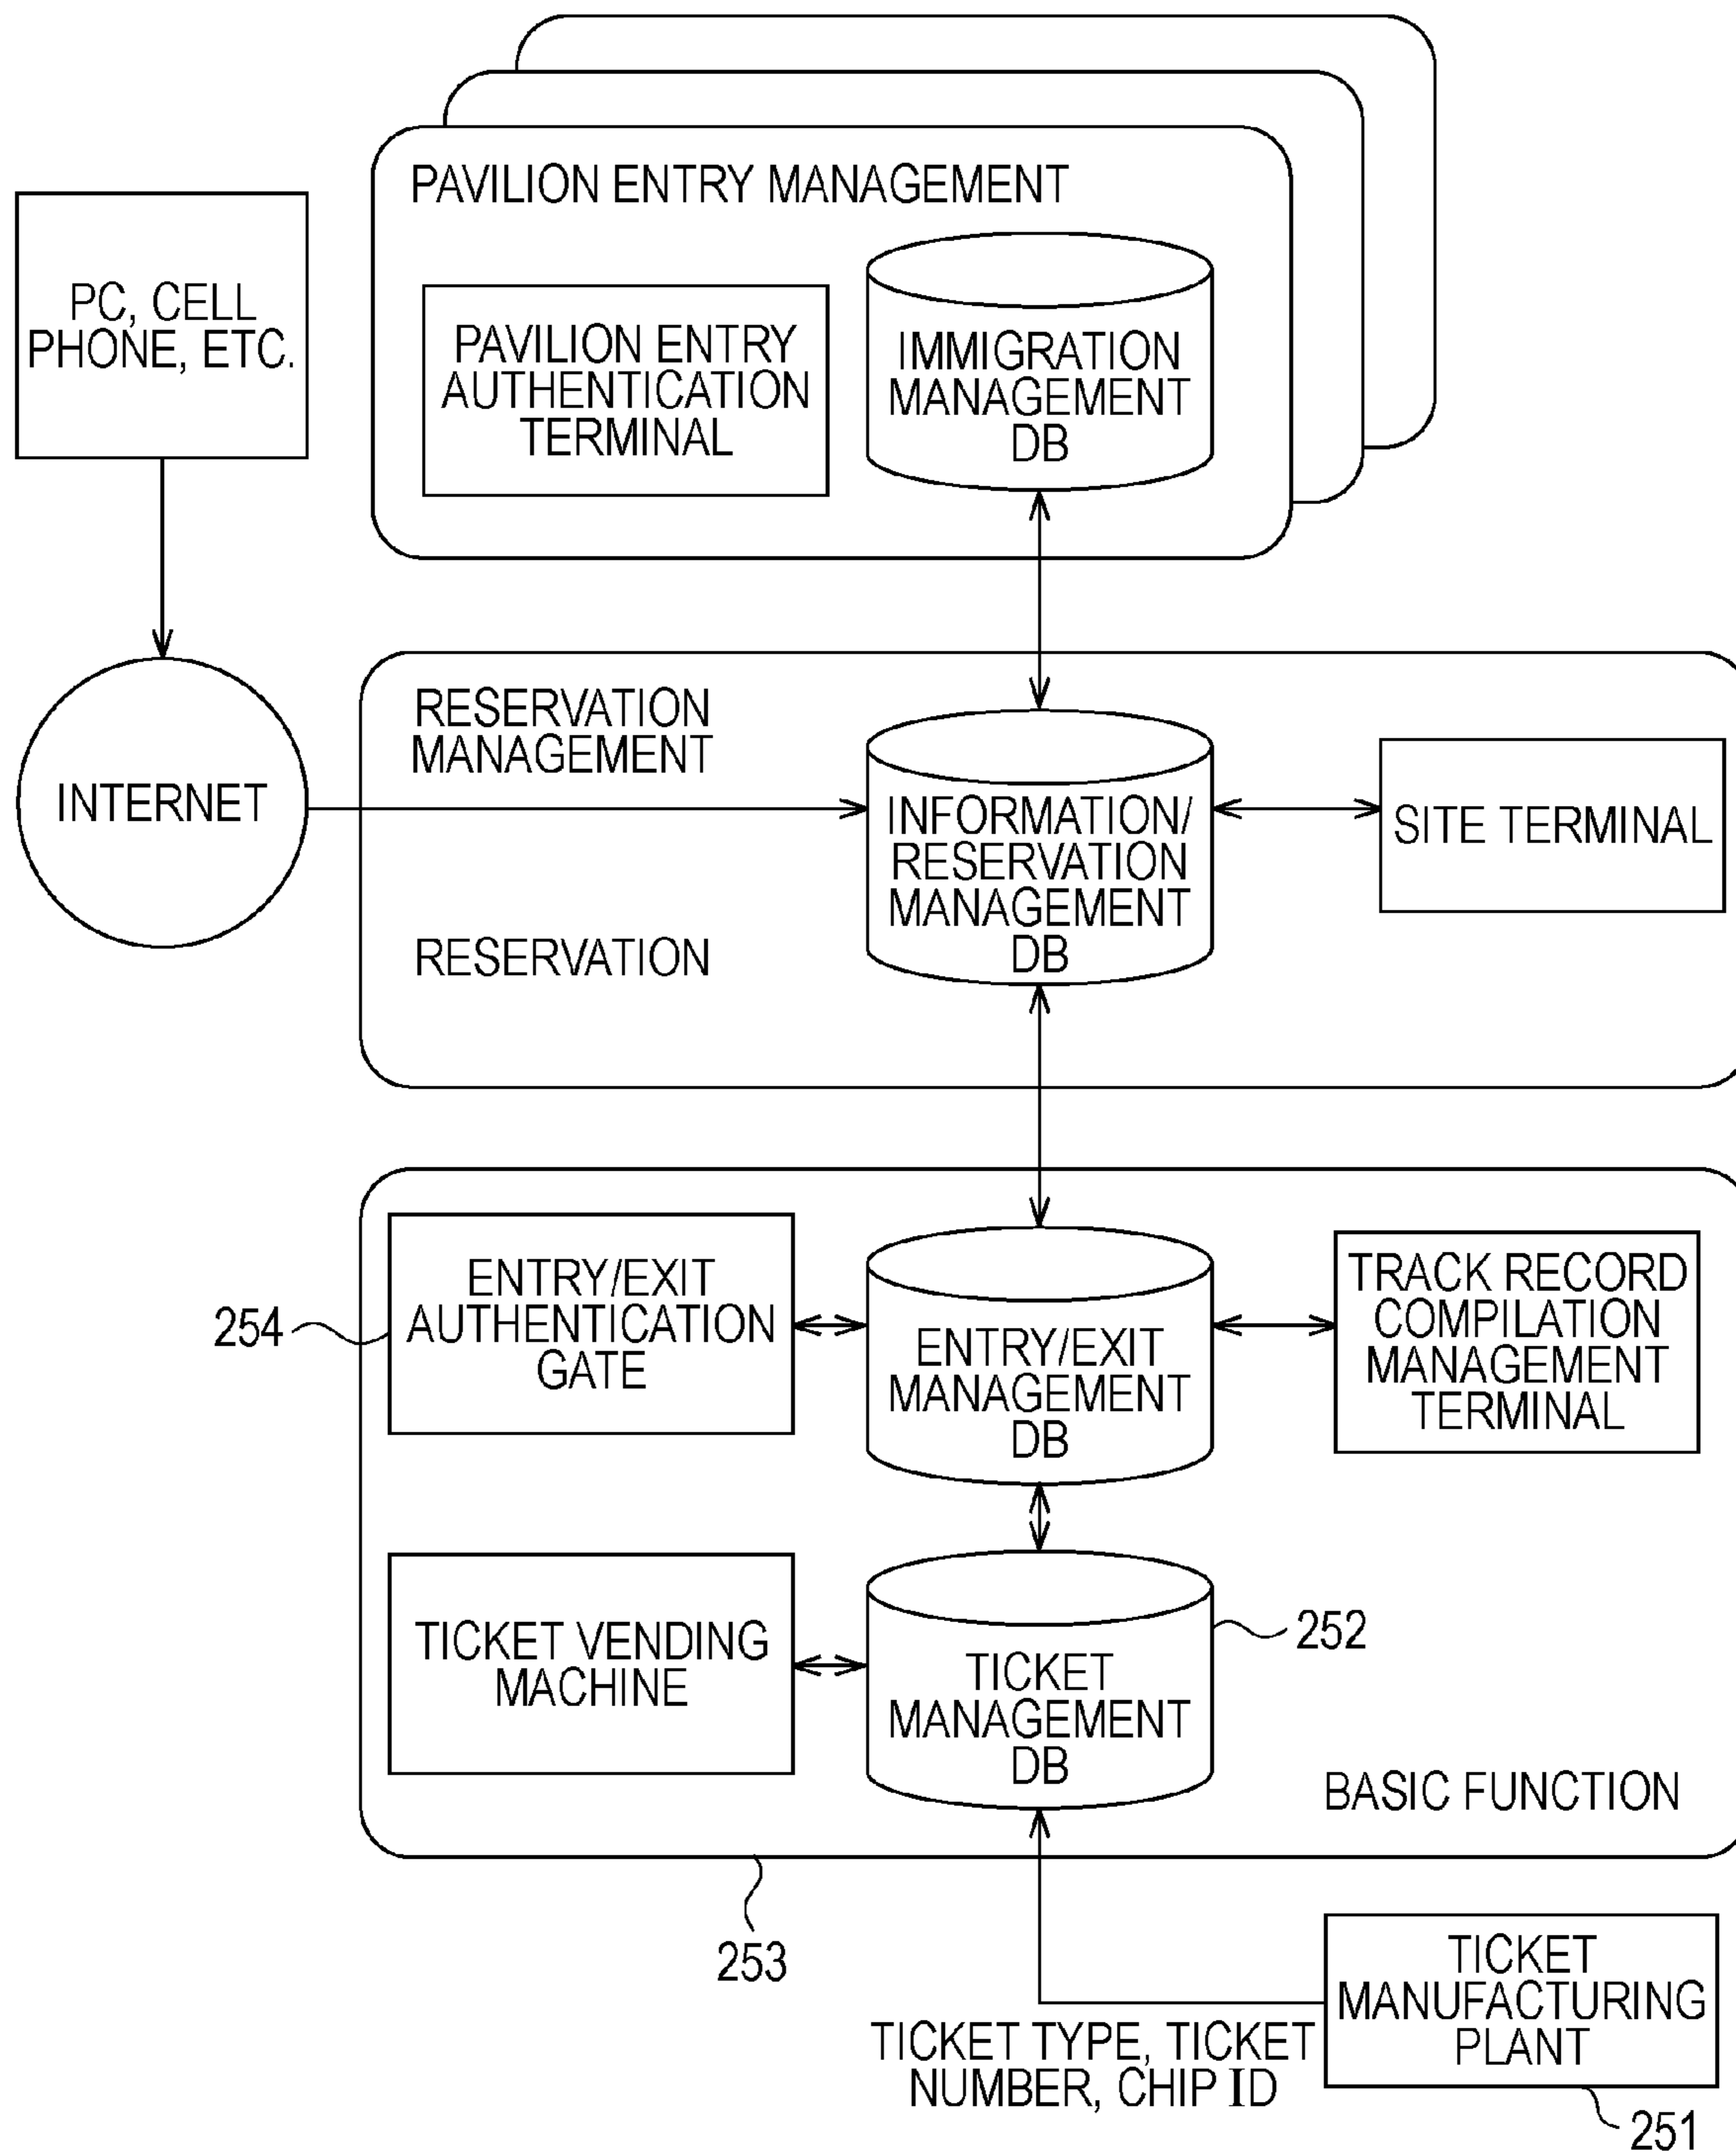 PAVILION ENTRY MANAGEMENT
PC, CELL
PHONE, ETC.
PAVILION ENTRY
AUTHENTICATION
TERMINAL
IMMIGRATION
MANAGEMENT
DB
RESERVATION
MANAGEMENT
INTERNET
INFORMATION/
RESERVATION
MANAGEMENT
DB
SITE TERMINAL
RESERVATION
254
ENTRY/EXIT
AUTHENTICATION
GATE
ENTRY/EXIT
MANAGEMENT
DB
TRACK RECORD
COMPILATION
MANAGEMENT
TERMINAL
TICKET VENDING
MACHINE
TICKET
MANAGEMENT
DB
252
BASIC FUNCTION
253
TICKET TYPE, TICKET
NUMBER, CHIP ID
TICKET
MANUFACTURING
PLANT
251